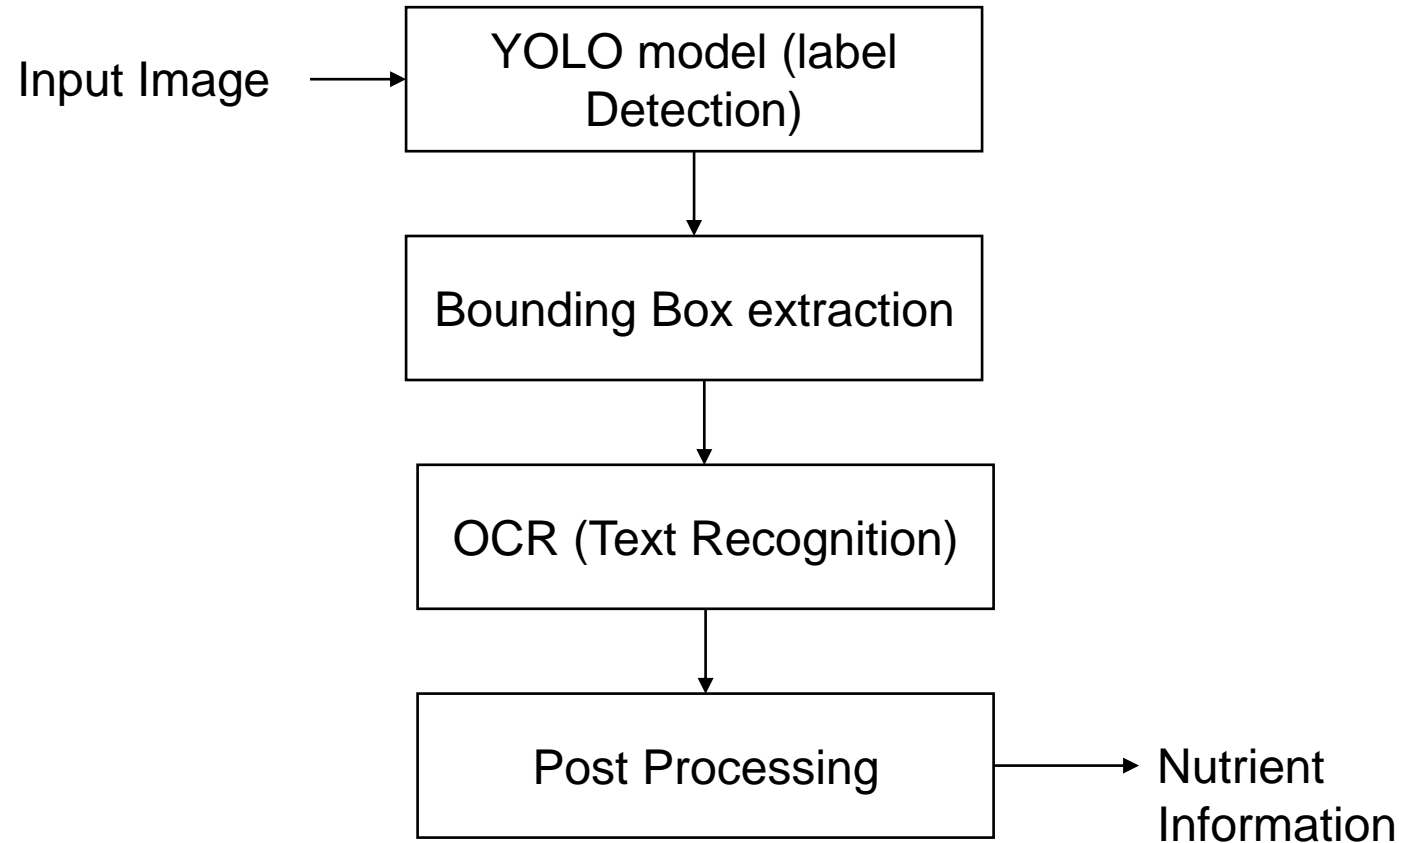 Input Image
YOLO model (label
Detection)
Bounding Box extraction
OCR (Text Recognition)
Post Processing
Nutrient
Information